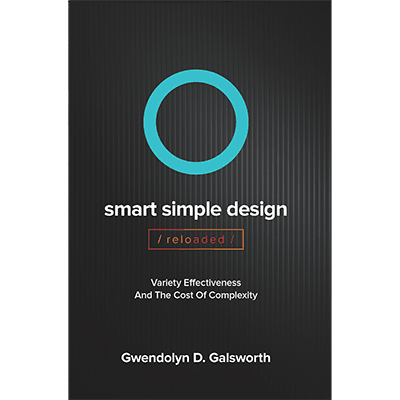 smart simple design
/ reloaded /
Variety Effectiveness
And The Cost Of Complexity
Gwendolyn D. Galsworth